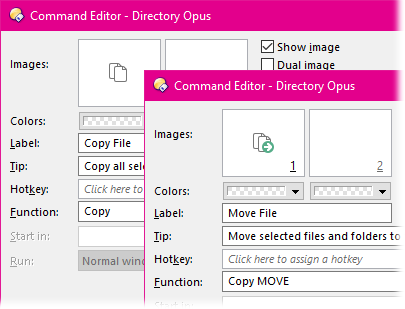 Command Editor - Directory Opus
Images:
Show image
Dual image
Colors:
Label: Copy File
Tip: Copy all sele
Hotkey: Click here to
Function: Copy
Start in:
Run: Normal wind
Command Editor - Directory Opus
Images:
1 2
Colors:
Label: Move File
Tip: Move selected files and folders to
Hotkey: Click here to assign a hotkey
Function: Copy MOVE